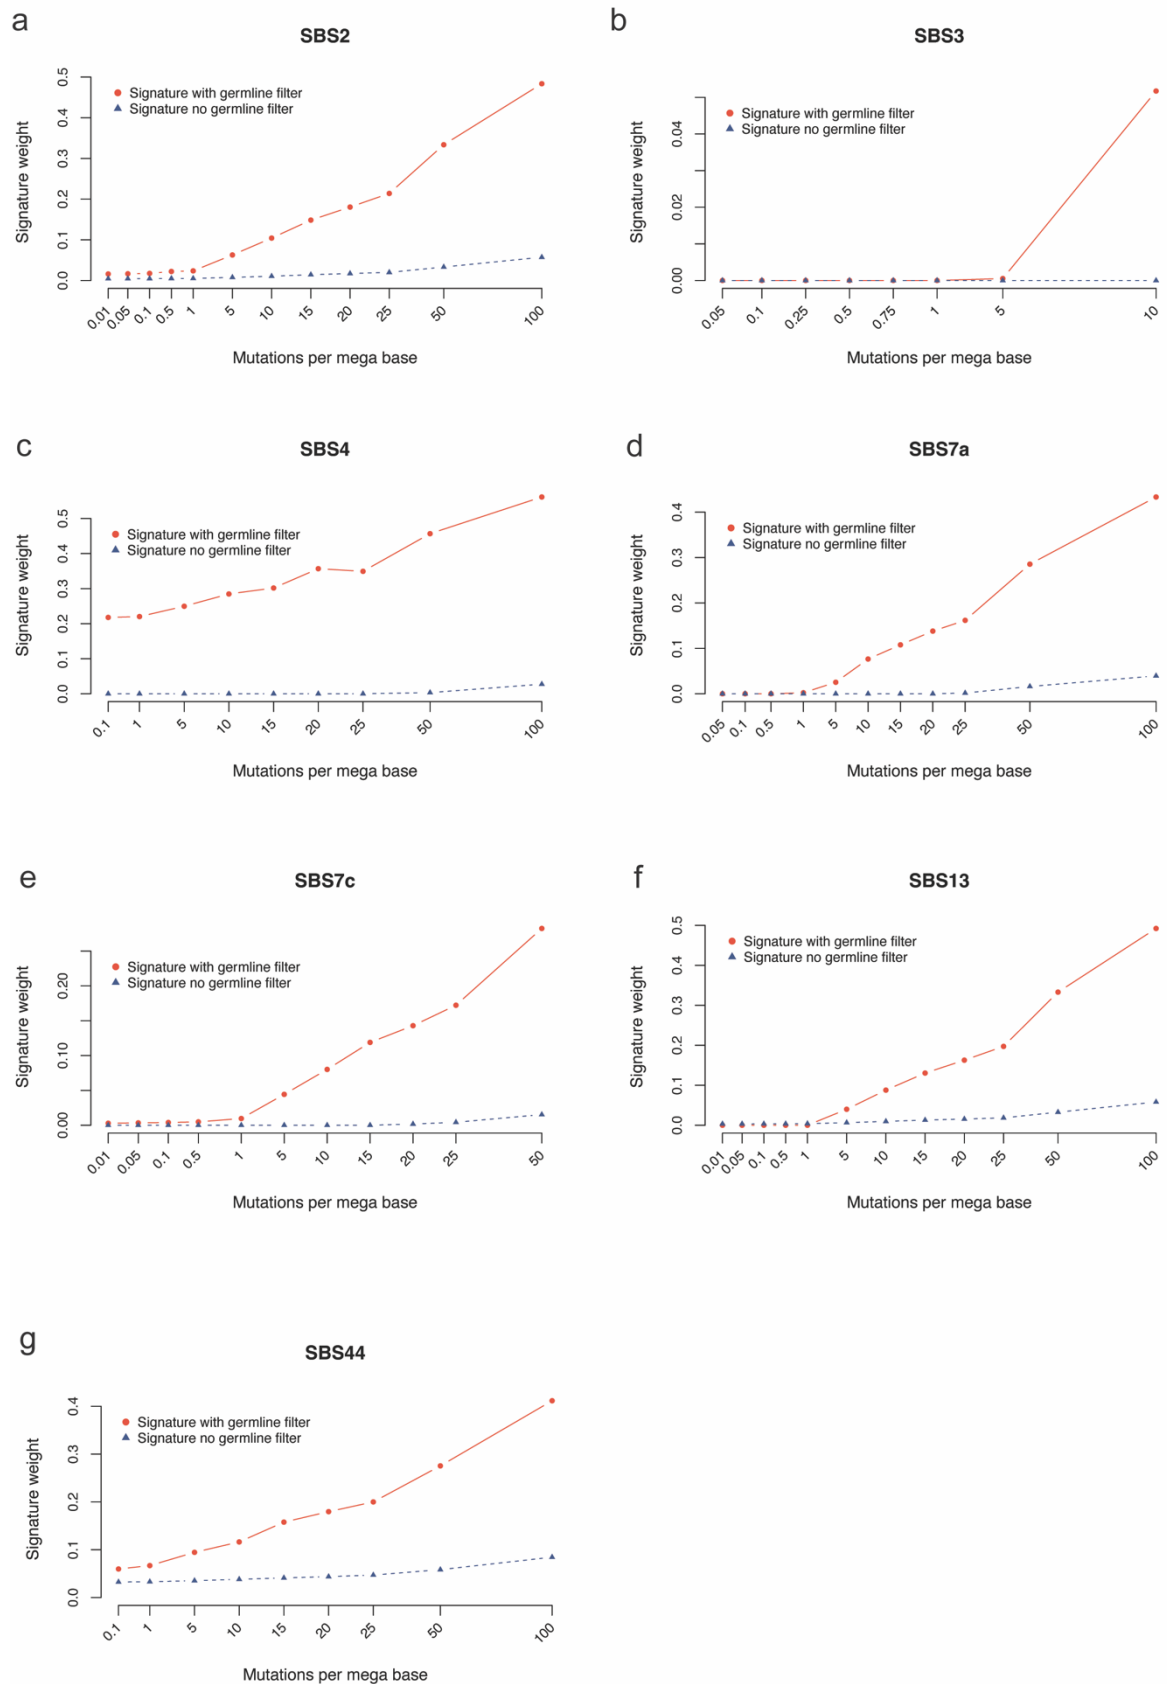 a
SBS2
Signature weight
0.0
0.1
0.2
0.3
0.4
0.5
Signature with germline filter
Signature no germline filter
0.01
0.05
0.1
0.5
1
5
10
15
20
25
50
100
Mutations per mega base
b
SBS3
Signature weight
0.00
0.02
0.04
Signature with germline filter
Signature no germline filter
0.05
0.1
0.25
0.5
0.75
1
5
10
Mutations per mega base
c
SBS4
Signature weight
0.0
0.1
0.2
0.3
0.4
0.5
Signature with germline filter
Signature no germline filter
0.1
1
5
10
15
20
25
50
100
Mutations per mega base
d
SBS7a
Signature weight
0.0
0.1
0.2
0.3
0.4
Signature with germline filter
Signature no germline filter
0.05
0.1
0.5
1
5
10
15
20
25
50
100
Mutations per mega base
e
SBS7c
Signature weight
0.00
0.10
0.20
Signature with germline filter
Signature no germline filter
0.01
0.05
0.1
0.5
1
5
10
15
20
25
50
Mutations per mega base
f
SBS13
Signature weight
0.0
0.1
0.2
0.3
0.4
0.5
Signature with germline filter
Signature no germline filter
0.01
0.05
0.1
0.5
1
5
10
15
20
25
50
100
Mutations per mega base
g
SBS44
Signature weight
0.0
0.1
0.2
0.3
0.4
Signature with germline filter
Signature no germline filter
0.1
1
5
10
15
20
25
50
100
Mutations per mega base